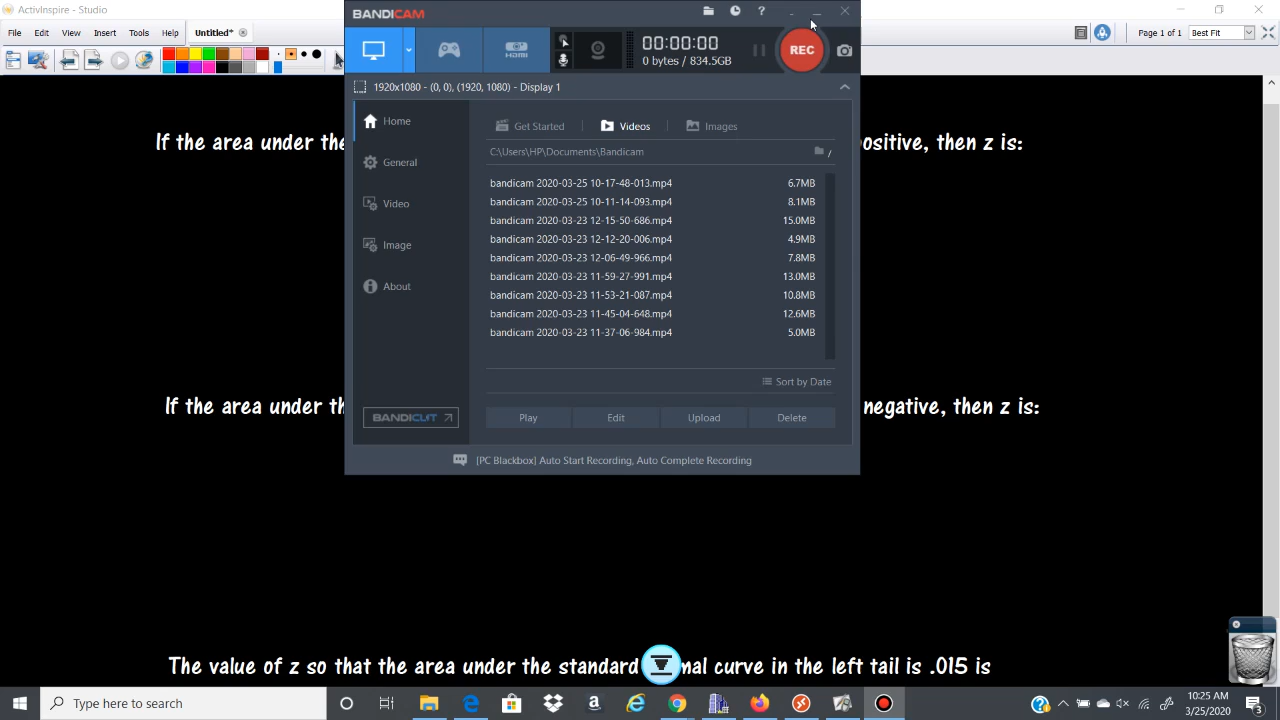 ActivInspire - Studio
BANDICAM
File Edit View Insert Tools Help Untitled*
Page 1 of 1 Best Fit
HDMI
00:00:00
0 bytes / 834.5GB
REC
1920x1080 - (0, 0), (1920, 1080) - Display 1
Home
General
Video
Image
About
Get Started Videos Images
C:\Users\HP\Documents\Bandicam
bandicam 2020-03-25 10-17-48-013.mp4 6.7MB
bandicam 2020-03-25 10-11-14-093.mp4 8.1MB
bandicam 2020-03-23 12-15-50-686.mp4 15.0MB
bandicam 2020-03-23 12-12-20-006.mp4 4.9MB
bandicam 2020-03-23 12-06-49-966.mp4 7.8MB
bandicam 2020-03-23 11-59-27-991.mp4 13.0MB
bandicam 2020-03-23 11-53-21-087.mp4 10.8MB
bandicam 2020-03-23 11-45-04-648.mp4 12.6MB
bandicam 2020-03-23 11-37-06-984.mp4 5.0MB
Sort by Date
BANDICUT
Play Edit Upload Delete
[PC Blackbox] Auto Start Recording, Auto Complete Recording
If the area under the positive, then z is:
If the area under negative, then z is:
The value of z so that the area under the standard curve in the left tail is .015 is
Type here to search
10:25 AM
3/25/2020
3